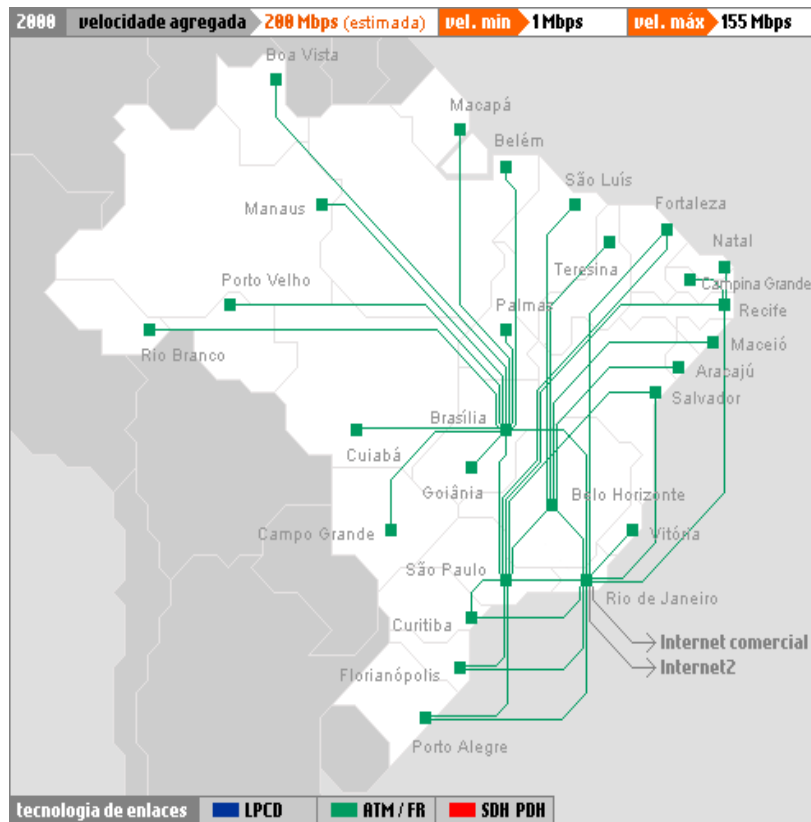 2000 velocidade agregada 200 Mbps (estimada) vel. min 1 Mbps vel. máx 155 Mbps
Boa Vista
Macapá
Belém
São Luís
Manaus
Fortaleza
Natal
Teresina
Porto Velho
Campina Grande
Palmas
Recife
Rio Branco
Maceió
Aracajú
Brasília
Salvador
Cuiabá
Goiânia
Belo Horizonte
Campo Grande
Vitória
São Paulo
Rio de Janeiro
Curitiba
Internet comercial
Internet2
Florianópolis
Porto Alegre
tecnologia de enlaces LPCD ATM / FR SDH PDH